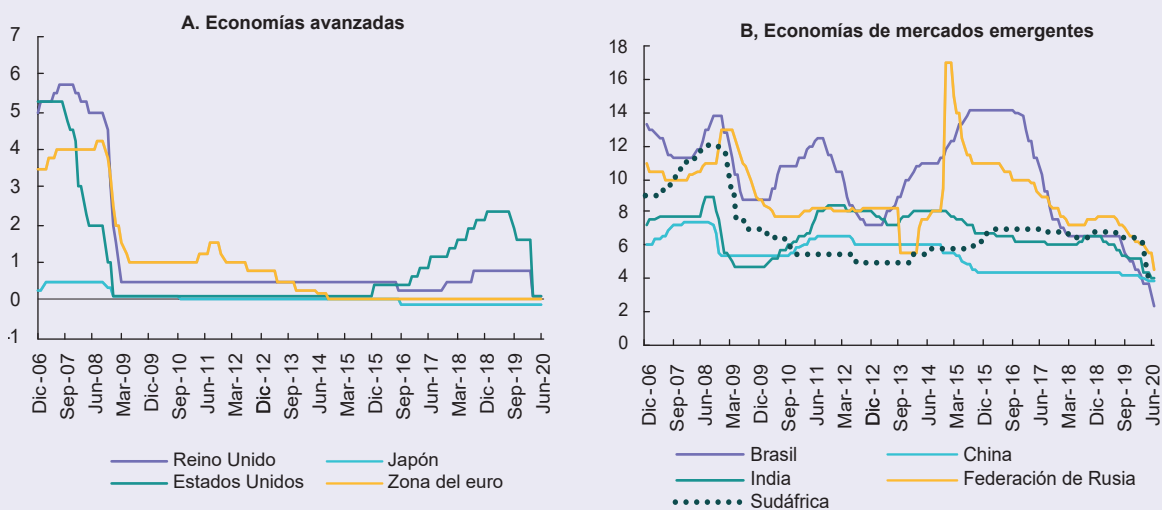 A. Economías avanzadas
7
6
5
4
3
2
1
0
-1
Dic-06
Sep-07
Jun-08
Mar-09
Dic-09
Sep-10
Jun-11
Mar-12
Dic-12
Sep-13
Jun-14
Mar-15
Dic-15
Sep-16
Jun-17
Mar-18
Dic-18
Sep-19
Jun-20
Reino Unido
Japón
Estados Unidos
Zona del euro
B, Economías de mercados emergentes
18
16
14
12
10
8
6
4
2
0
Dic-06
Sep-07
Jun-08
Mar-09
Dic-09
Sep-10
Jun-11
Mar-12
Dic-12
Sep-13
Jun-14
Mar-15
Dic-15
Sep-16
Jun-17
Mar-18
Dic-18
Sep-19
Jun-20
Brasil
China
India
Federación de Rusia
Sudáfrica